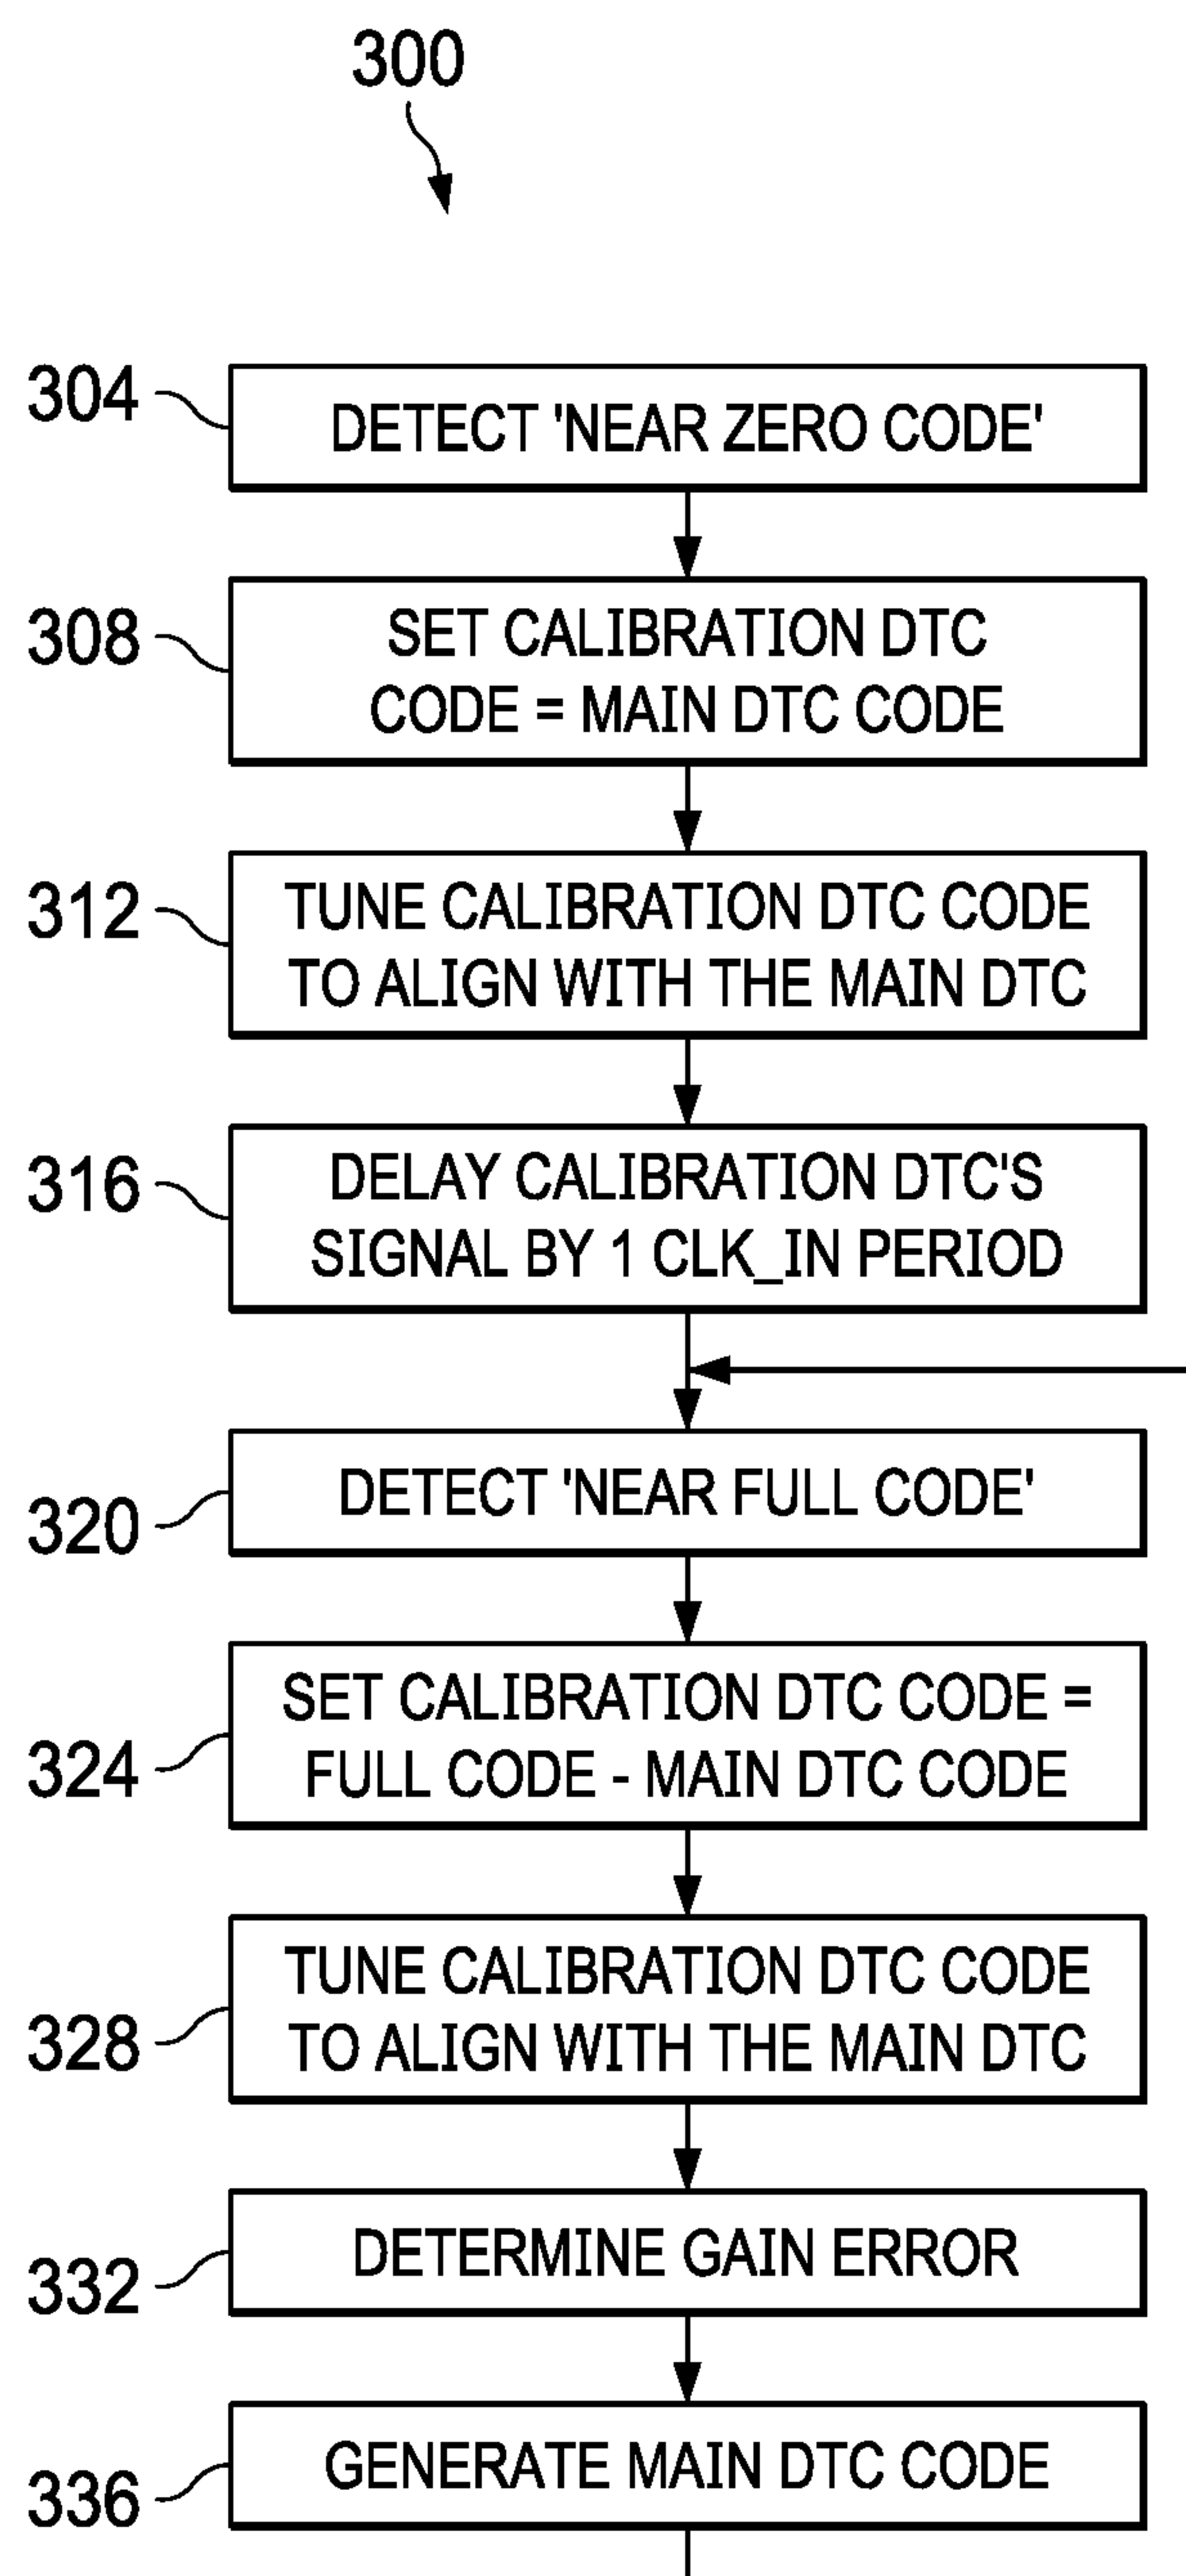 300
304
DETECT 'NEAR ZERO CODE'
308
SET CALIBRATION DTC
CODE = MAIN DTC CODE
312
TUNE CALIBRATION DTC CODE
TO ALIGN WITH THE MAIN DTC
316
DELAY CALIBRATION DTC'S
SIGNAL BY 1 CLK_IN PERIOD
320
DETECT 'NEAR FULL CODE'
324
SET CALIBRATION DTC CODE =
FULL CODE - MAIN DTC CODE
328
TUNE CALIBRATION DTC CODE
TO ALIGN WITH THE MAIN DTC
332
DETERMINE GAIN ERROR
336
GENERATE MAIN DTC CODE